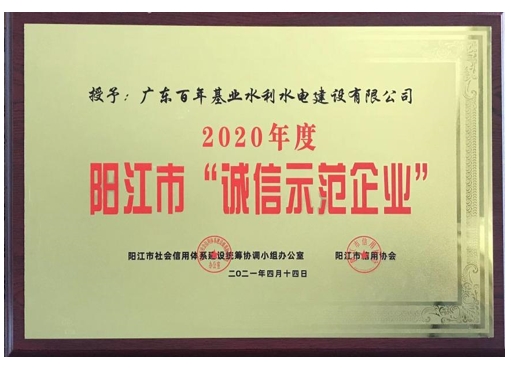 授予：广东百年基业水利水电建设有限公司
2020年度
阳江市“诚信示范企业”
阳江市社会信用体系建设统筹协调小组办公室 阳江市信用协会
二〇二一年四月十四日